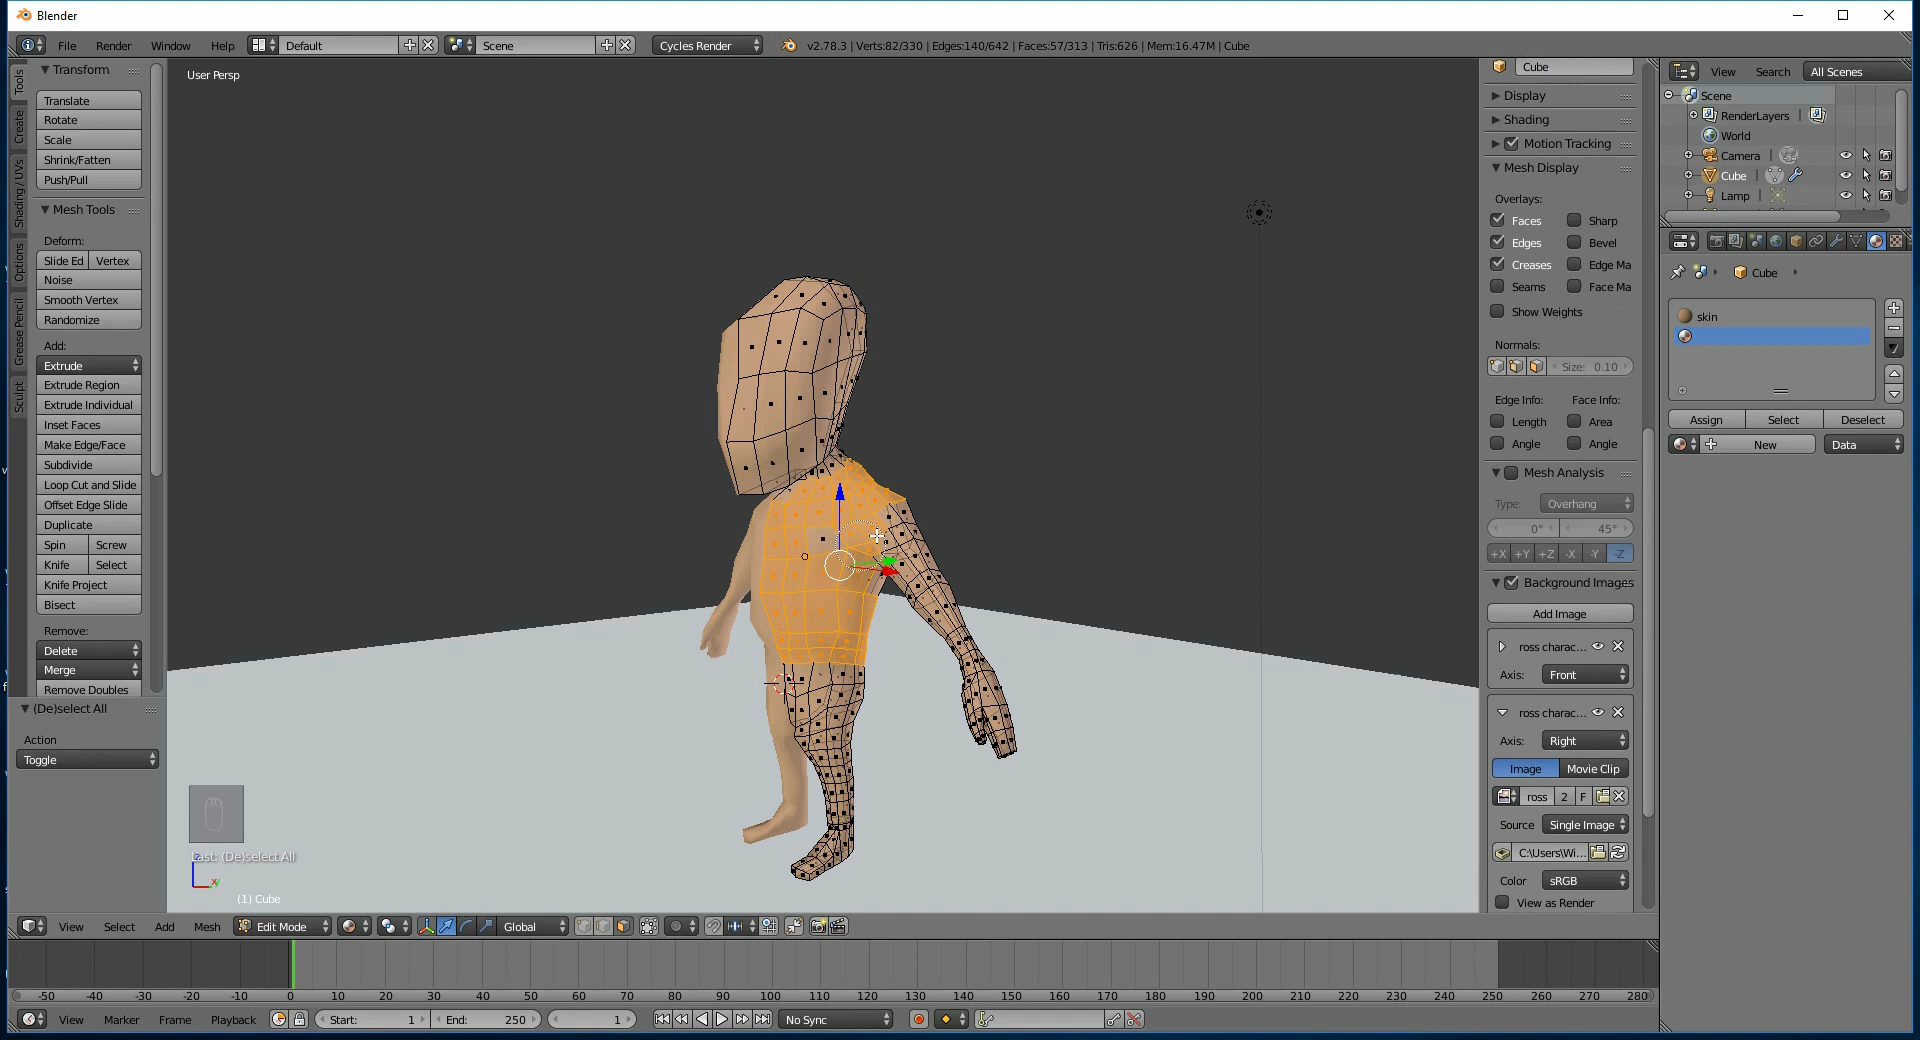 Blender
File Render Window Help Default Scene Cycles Render v2.78.3 | Verts:82/330 | Edges:140/642 | Faces:57/313 | Tris:626 | Mem:16.47M | Cube
Tools
Create
Shading / UVs
Options
Grease Pencil
Sculpt
Transform
Translate
Rotate
Scale
Shrink/Fatten
Push/Pull
Mesh Tools
Deform:
Slide Ed Vertex
Noise
Smooth Vertex
Randomize
Add:
Extrude
Extrude Region
Extrude Individual
Inset Faces
Make Edge/Face
Subdivide
Loop Cut and Slide
Offset Edge Slide
Duplicate
Spin Screw
Knife Select
Knife Project
Bisect
Remove:
Delete
Merge
Remove Doubles
(De)select All
Action
Toggle
User Persp
Last: (De)select All
(1) Cube
Cube
Display
Shading
Motion Tracking
Mesh Display
Overlays:
Faces Sharp
Edges Bevel
Creases Edge Ma
Seams Face Ma
Show Weights
Normals:
Size: 0.10
Edge Info: Face Info:
Length Area
Angle Angle
Mesh Analysis
Type: Overhang
0° 45°
+X +Y +Z -X -Y -Z
Background Images
Add Image
ross charac...
Axis: Front
ross charac...
Axis: Right
Image Movie Clip
ross 2 F
Source Single Image
C:\Users\Wi...
Color sRGB
View as Render
View Search All Scenes
Scene
RenderLayers
World
Camera
Cube
Lamp
Cube
skin
Assign Select Deselect
New Data
View Select Add Mesh Edit Mode Global
-50 -40 -30 -20 -10 0 10 20 30 40 50 60 70 80 90 100 110 120 130 140 150 160 170 180 190 200 210 220 230 240 250 260 270 280
View Marker Frame Playback Start: 1 End: 250 1 No Sync